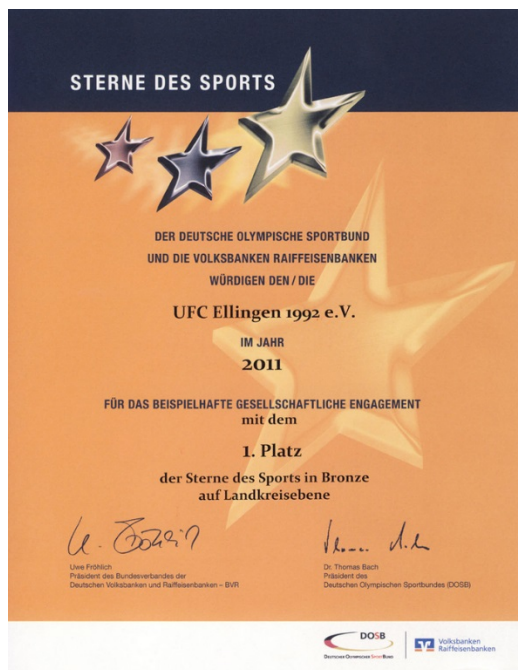 STERNE DES SPORTS
DER DEUTSCHE OLYMPISCHE SPORTBUND
UND DIE VOLKSBANKEN RAIFFEISENBANKEN
WÜRDIGEN DEN / DIE
UFC Ellingen 1992 e.V.
IM JAHR
2011
FÜR DAS BEISPIELHAFTE GESELLSCHAFTLICHE ENGAGEMENT
mit dem
1. Platz
der Sterne des Sports in Bronze
auf Landkreisebene
Uwe Fröhlich
Präsident des Bundesverbandes der
Deutschen Volksbanken und Raiffeisenbanken – BVR
Dr. Thomas Bach
Präsident des
Deutschen Olympischen Sportbundes (DOSB)
DOSB
DEUTSCHER OLYMPISCHER SPORTBUND
Volksbanken
Raiffeisenbanken